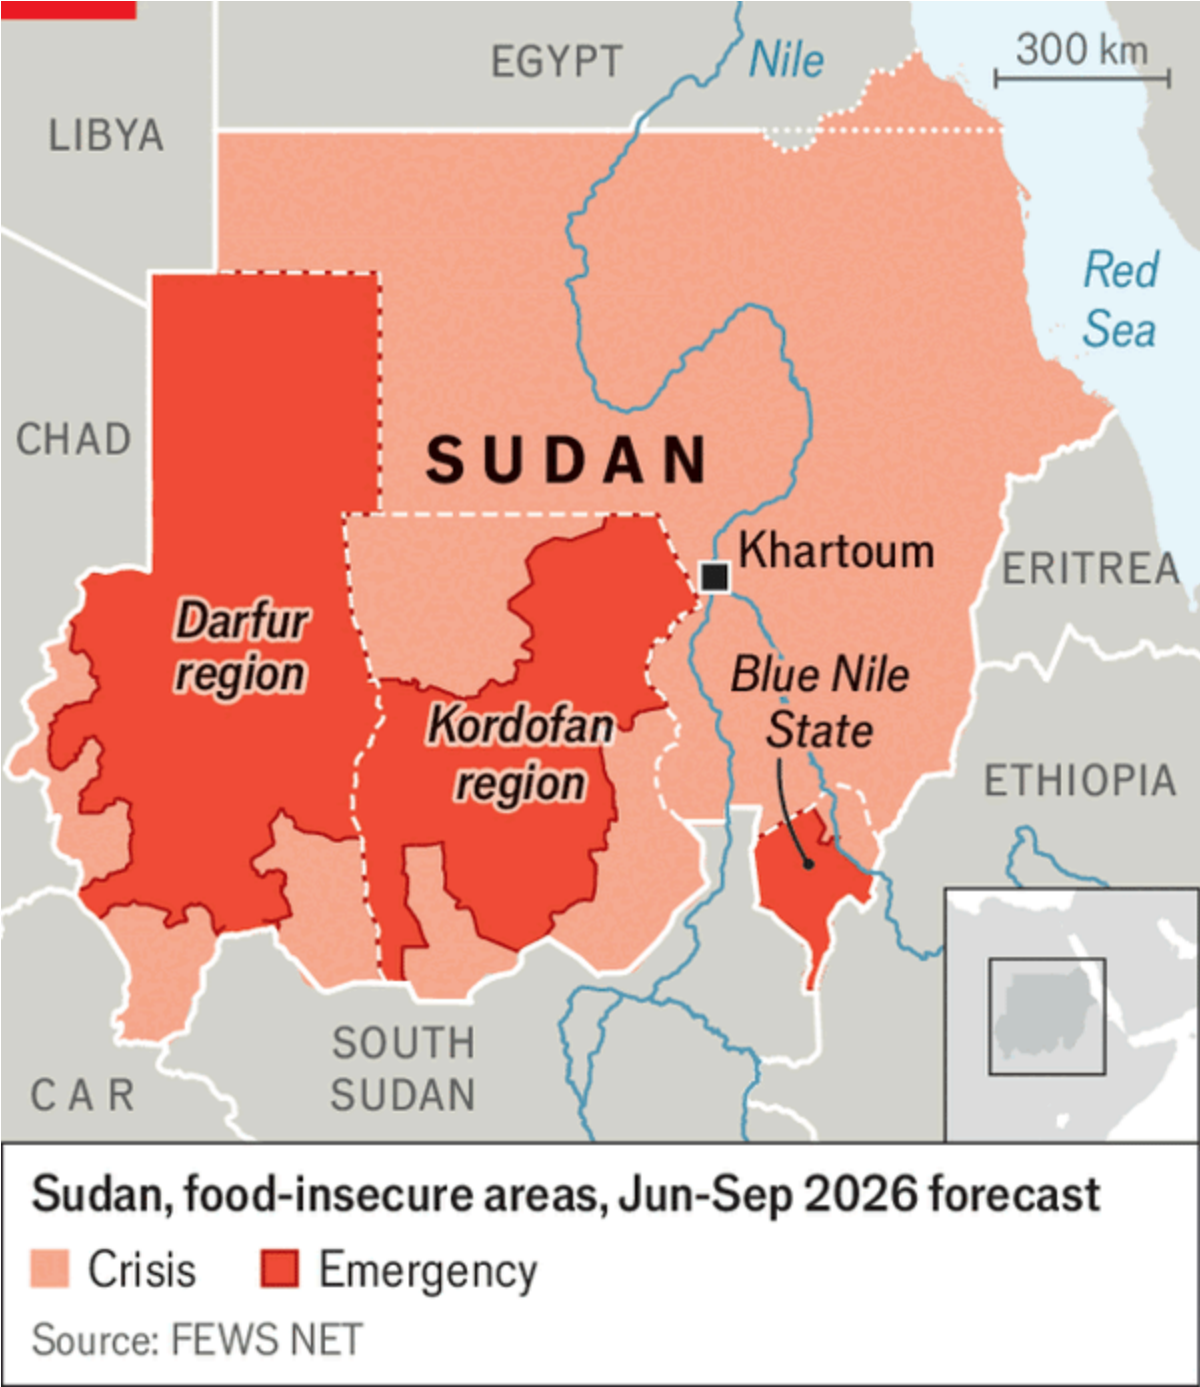 EGYPT
Nile
300 km
LIBYA
Red
Sea
CHAD
SUDAN
Khartoum
ERITREA
Darfur
region
Blue Nile
State
Kordofan
region
ETHIOPIA
SOUTH
SUDAN
CAR
Sudan, food-insecure areas, Jun-Sep 2026 forecast
Crisis
Emergency
Source: FEWS NET